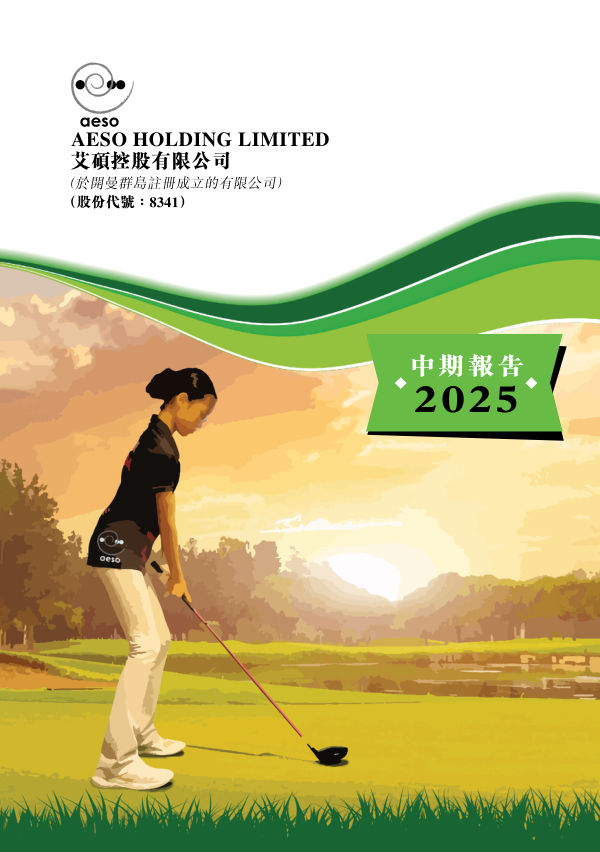 aeso
AESO HOLDING LIMITED
艾碩控股有限公司
(於開曼群島註冊成立的有限公司)
(股份代號：8341)
中期報告
2025
aeso